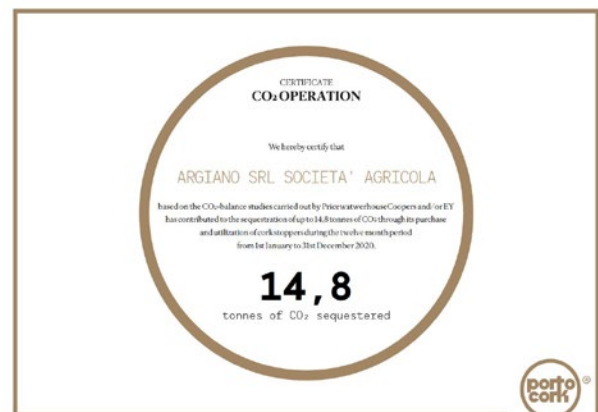 CERTIFICATE
CO₂OPERATION
We hereby certify that
ARGIANO SRL SOCIETA' AGRICOLA
based on the CO₂-balance studies carried out by PricewatwerhouseCoopers and/or EY
has contributed to the sequestration of up to 14,8 tonnes of CO₂ through its purchase
and utilization of cork stoppers during the twelve-month period
from 1st January to 31st December 2020.
14,8
tonnes of CO₂ sequestered
porto
cork ®